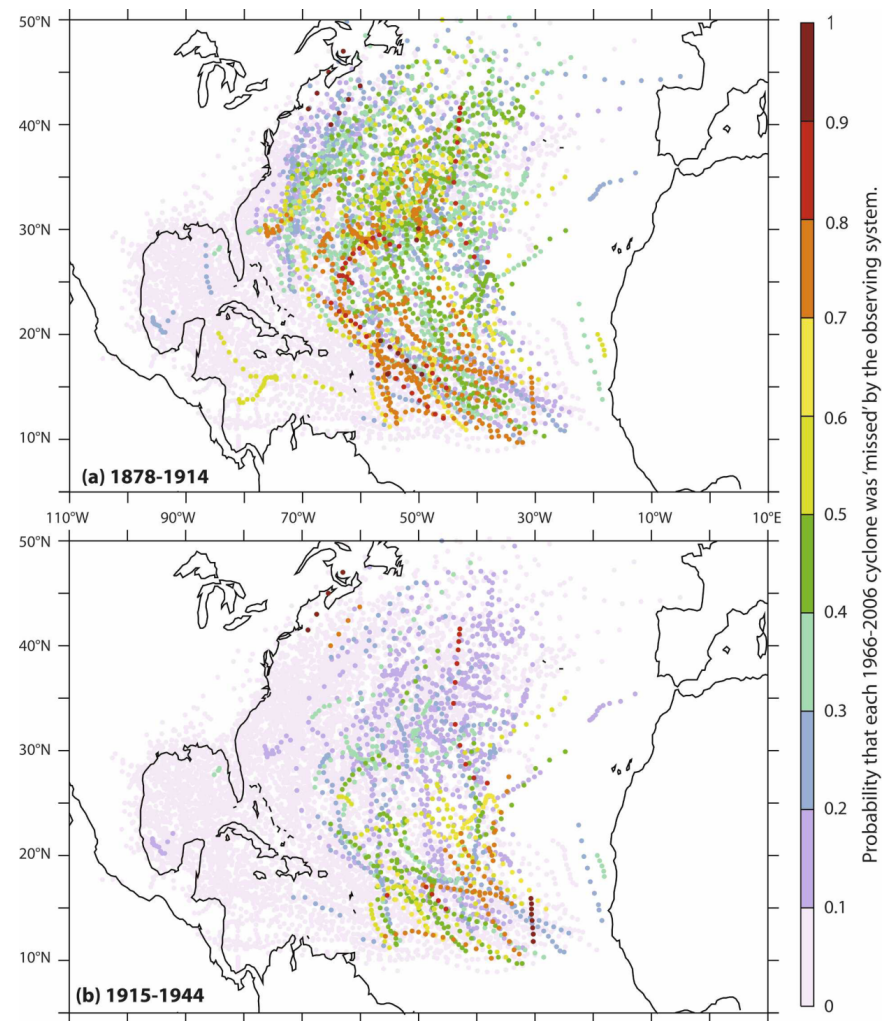 50°N
40°N
30°N
20°N
10°N
(a) 1878-1914
110°W 90°W 70°W 50°W 30°W 10°W 10°E
50°N
40°N
30°N
20°N
10°N
(b) 1915-1944
1
0.9
0.8
0.7
0.6
0.5
0.4
0.3
0.2
0.1
0
Probability that each 1966-2006 cyclone was 'missed' by the observing system.